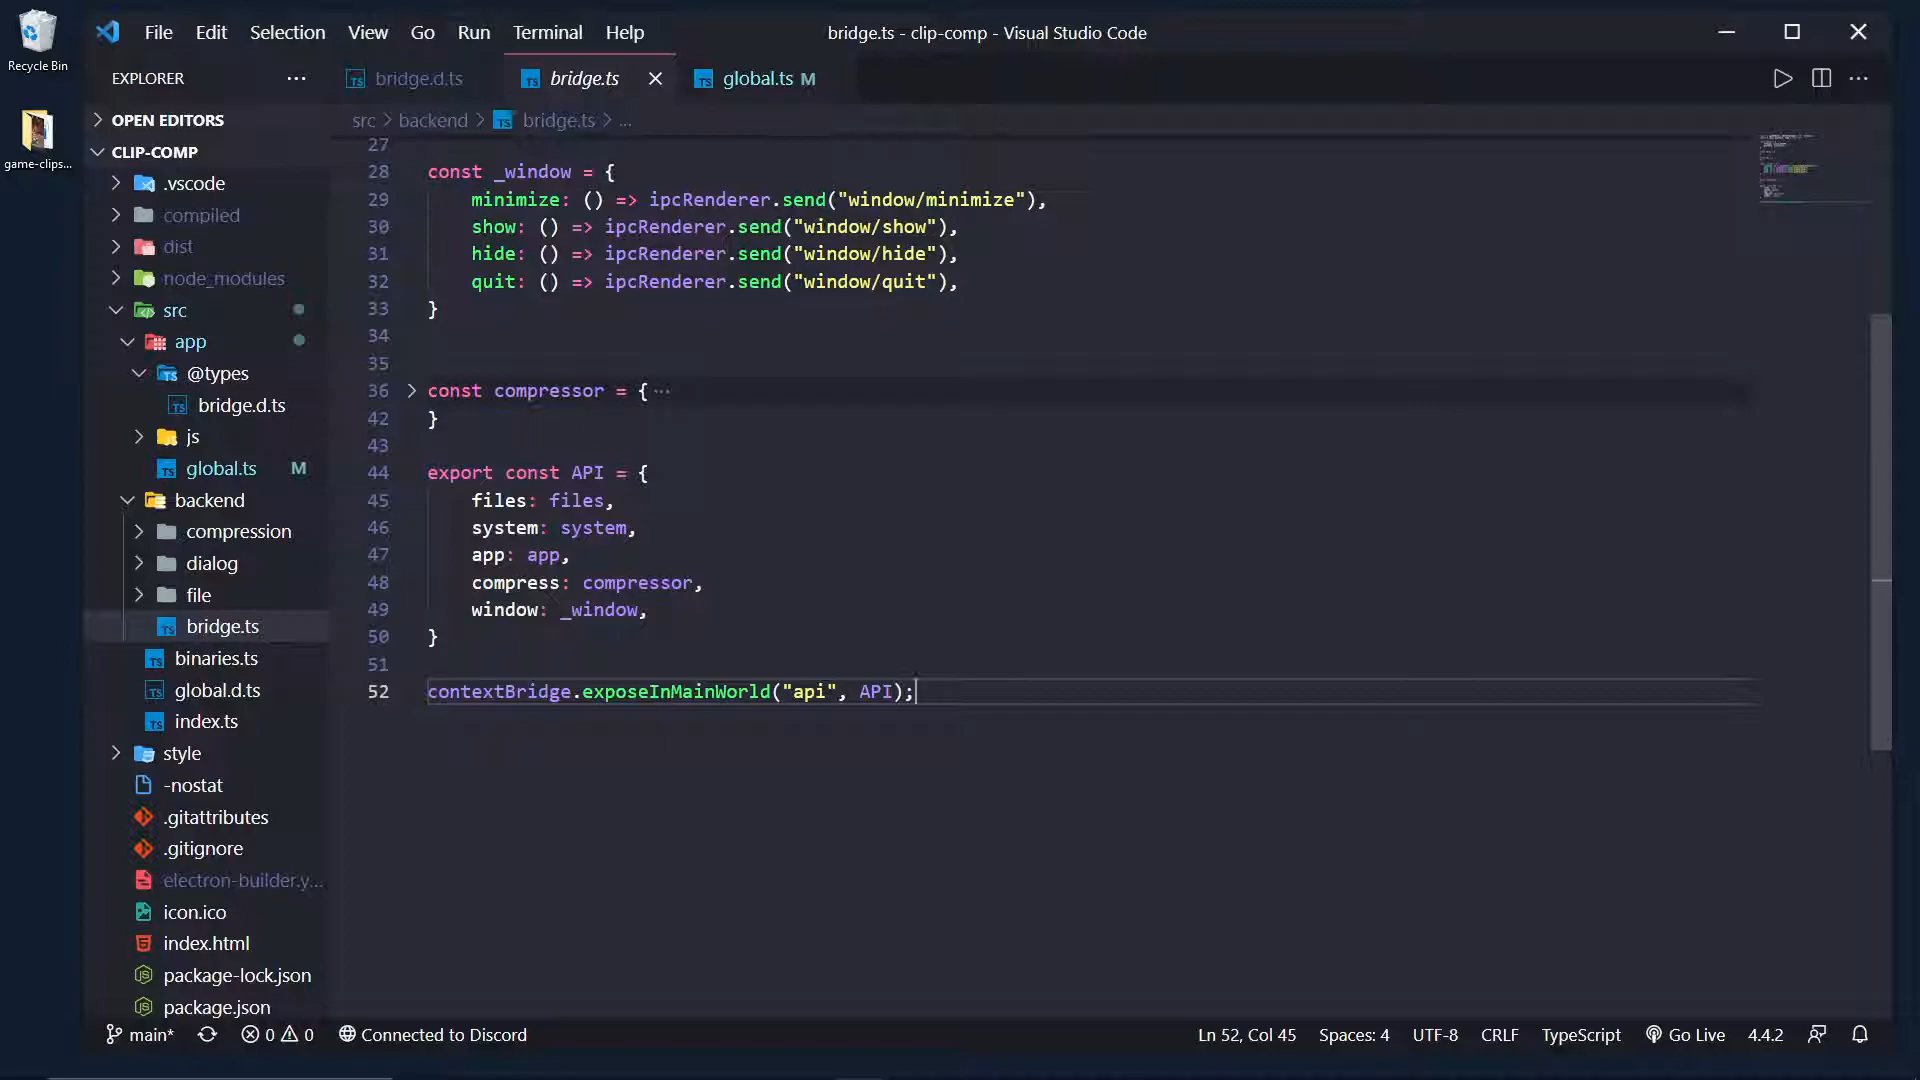 Recycle Bin
game-clips...
File Edit Selection View Go Run Terminal Help
bridge.ts - clip-comp - Visual Studio Code
EXPLORER
bridge.d.ts
bridge.ts
global.ts M
src > backend > bridge.ts > ...
OPEN EDITORS
CLIP-COMP
.vscode
compiled
dist
node_modules
src
app
@types
bridge.d.ts
js
global.ts M
backend
compression
dialog
file
bridge.ts
binaries.ts
global.d.ts
index.ts
style
-nostat
.gitattributes
.gitignore
electron-builder.y...
icon.ico
index.html
package-lock.json
package.json
27
28 const _window = {
29 minimize: () => ipcRenderer.send("window/minimize"),
30 show: () => ipcRenderer.send("window/show"),
31 hide: () => ipcRenderer.send("window/hide"),
32 quit: () => ipcRenderer.send("window/quit"),
33 }
34
35
36 const compressor = {...
42 }
43
44 export const API = {
45 files: files,
46 system: system,
47 app: app,
48 compress: compressor,
49 window: _window,
50 }
51
52 contextBridge.exposeInMainWorld("api", API);
main* 0 0 Connected to Discord
Ln 52, Col 45 Spaces: 4 UTF-8 CRLF TypeScript Go Live 4.4.2